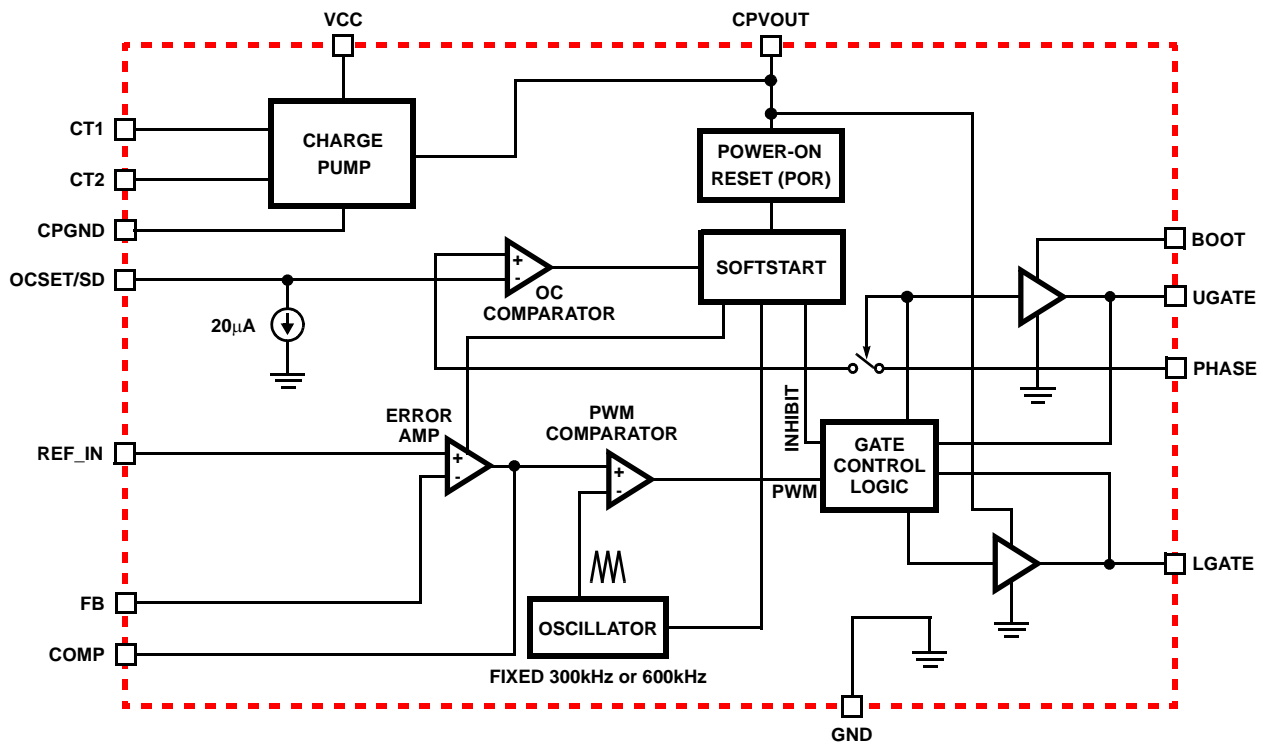 VCC
CPVOUT
CT1
CHARGE
PUMP
POWER-ON
RESET (POR)
CT2
CPGND
BOOT
OCSET/SD
+
-
SOFTSTART
OC
COMPARATOR
20µA
UGATE
PHASE
ERROR
AMP
PWM
COMPARATOR
INHIBIT
REF_IN
+
-
+
-
GATE
CONTROL
LOGIC
PWM
LGATE
FB
OSCILLATOR
COMP
FIXED 300kHz or 600kHz
GND